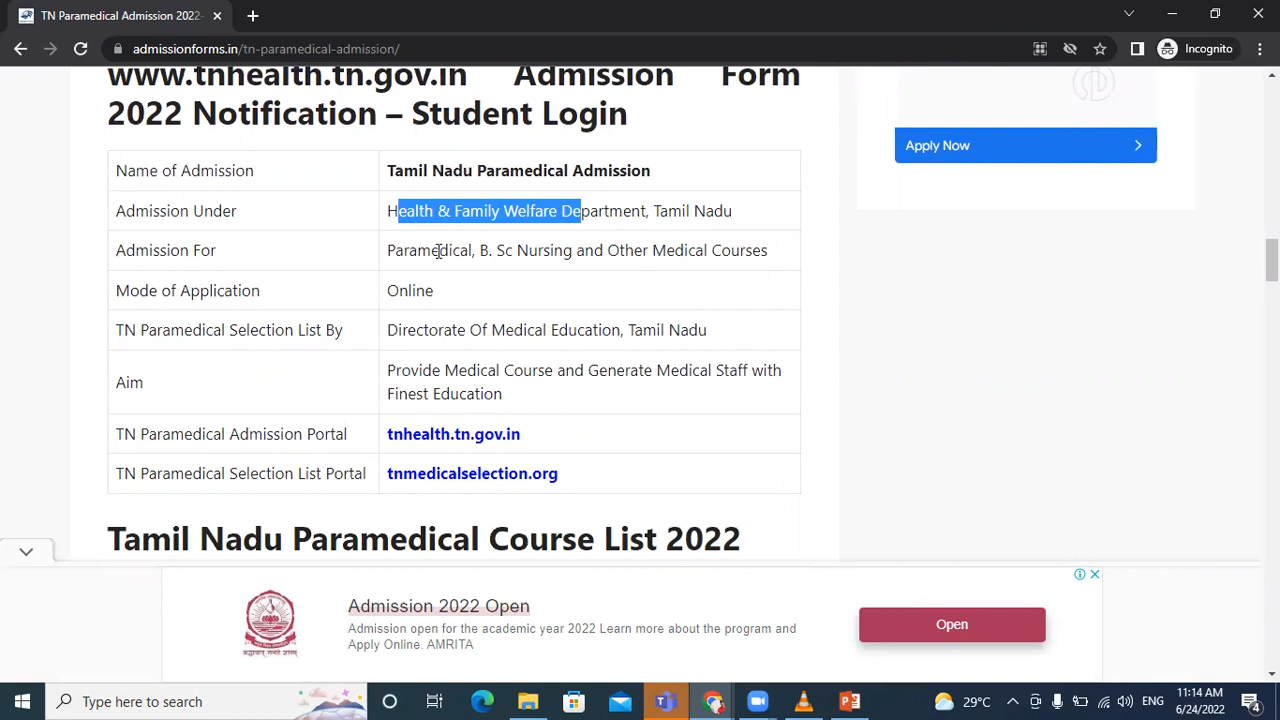 TN Paramedical Admission 2022-
admissionforms.in/tn-paramedical-admission/
Incognito
www.tnhealth.tn.gov.in Admission Form
2022 Notification – Student Login
Apply Now
Name of Admission Tamil Nadu Paramedical Admission
Admission Under Health & Family Welfare Department, Tamil Nadu
Admission For Paramedical, B. Sc Nursing and Other Medical Courses
Mode of Application Online
TN Paramedical Selection List By Directorate Of Medical Education, Tamil Nadu
Aim Provide Medical Course and Generate Medical Staff with
Finest Education
TN Paramedical Admission Portal tnhealth.tn.gov.in
TN Paramedical Selection List Portal tnmedicalselection.org
Tamil Nadu Paramedical Course List 2022
Admission 2022 Open
Admission open for the academic year 2022 Learn more about the program and
Apply Online. AMRITA
Open
Type here to search
29°C
ENG
11:14 AM
6/24/2022
4